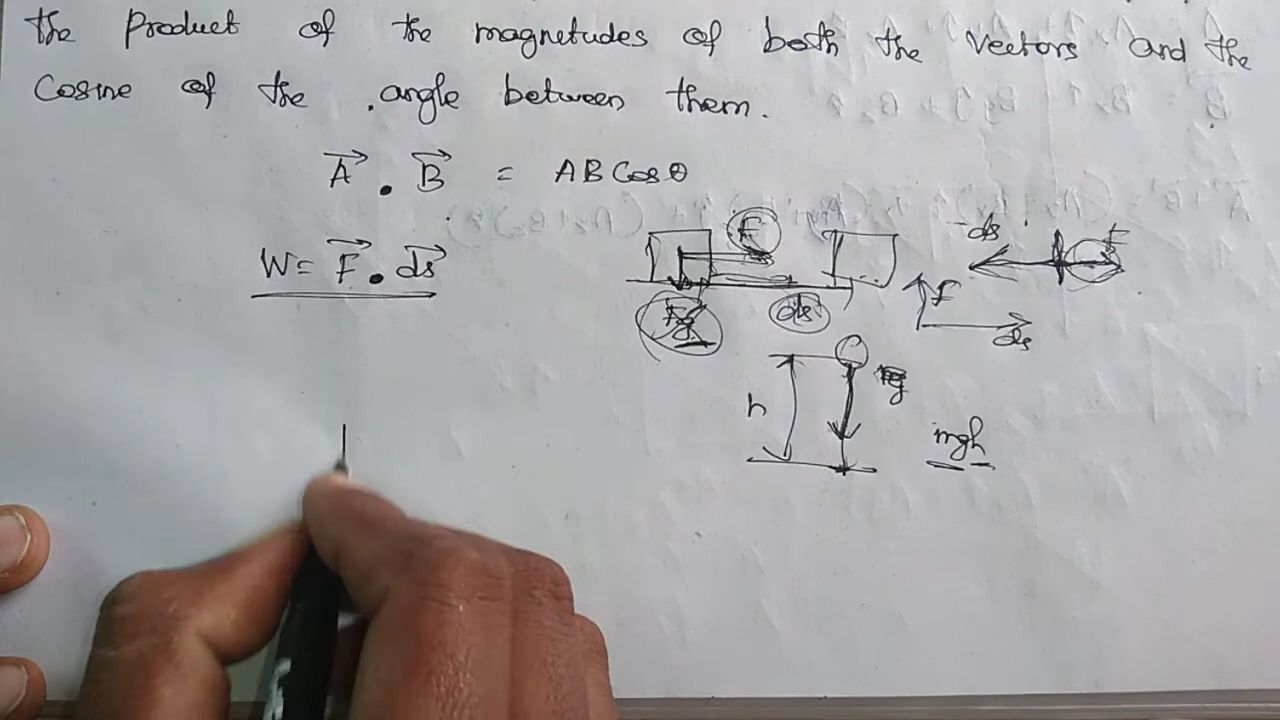 the Product of the magnetudes of both the Vectors and the
Cosine of the angle between them.
A . B = AB Cos θ
W = F . ds
F
ds
ds
F
F
ds
h
mgh